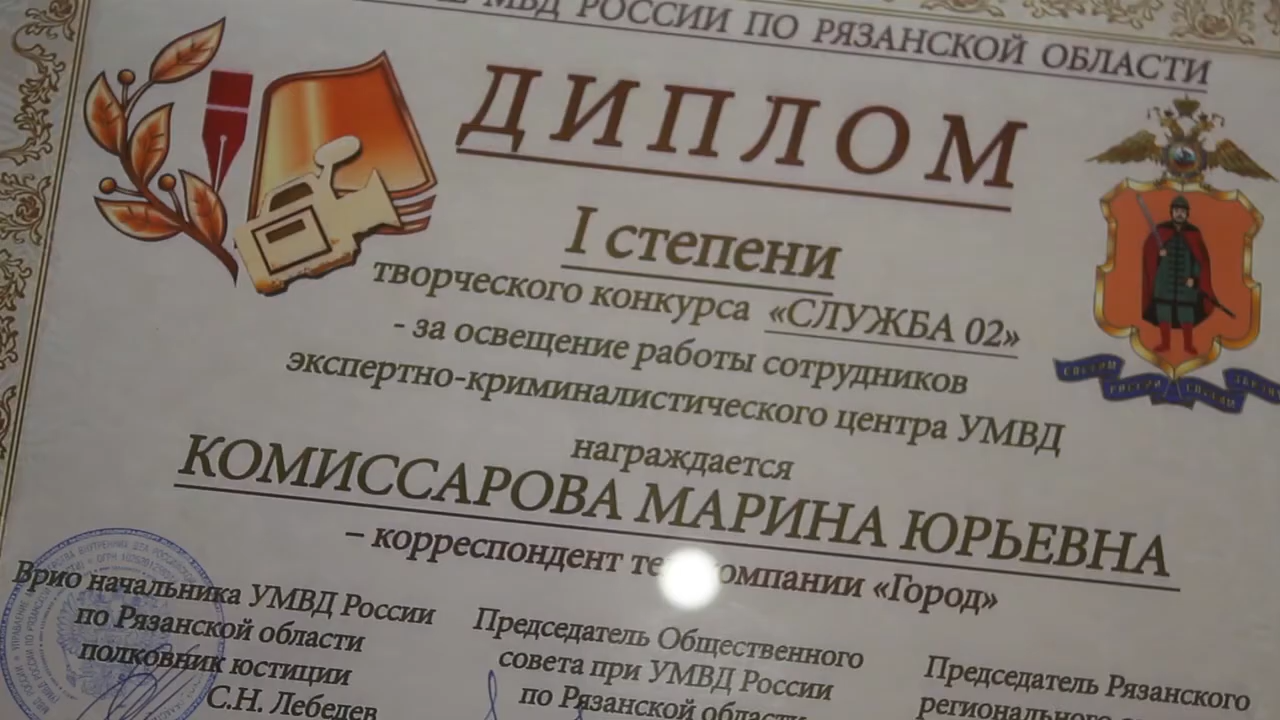 МВД РОССИИ ПО РЯЗАНСКОЙ ОБЛАСТИ
ДИПЛОМ
I степени
творческого конкурса «СЛУЖБА 02»
- за освещение работы сотрудников
экспертно-криминалистического центра УМВД
награждается
КОМИССАРОВА МАРИНА ЮРЬЕВНА
– корреспондент телекомпании «Город»
Врио начальника УМВД России
по Рязанской области
полковник юстиции
С.Н. Лебедев
Председатель Общественного
совета при УМВД России
по Рязанской области
Председатель Рязанского
регионального